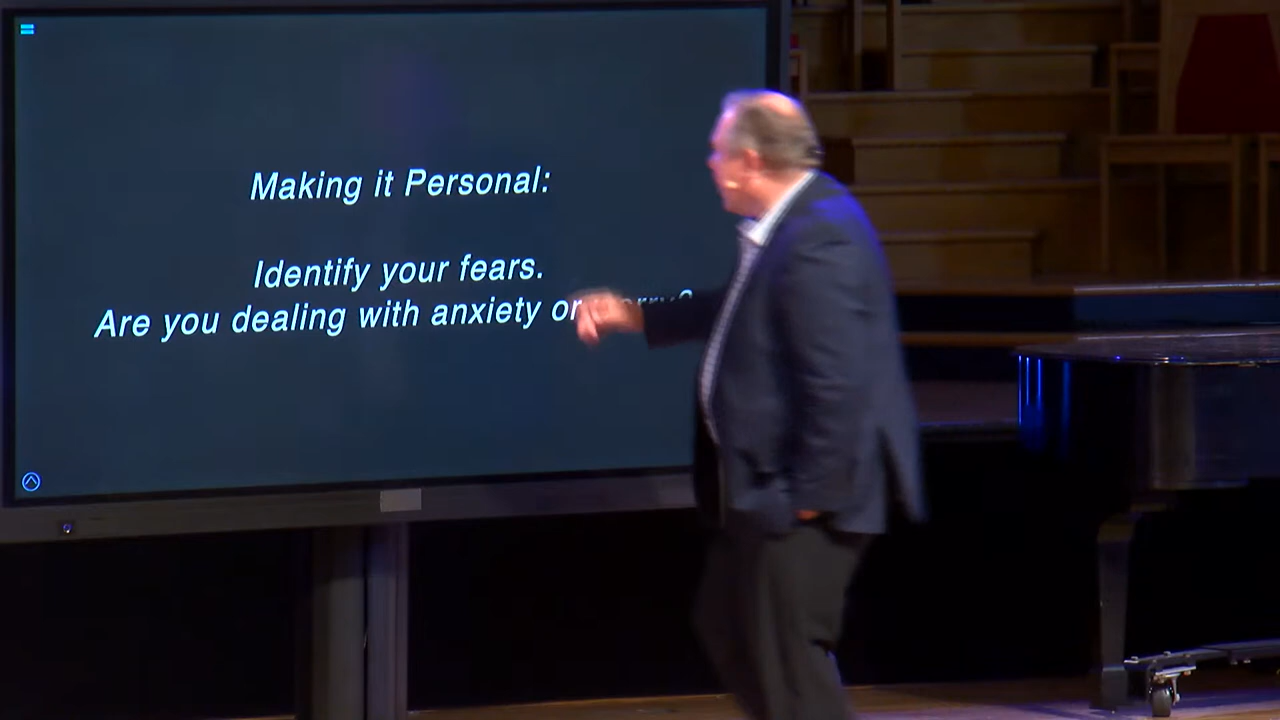 Making it Personal:
Identify your fears.
Are you dealing with anxiety or